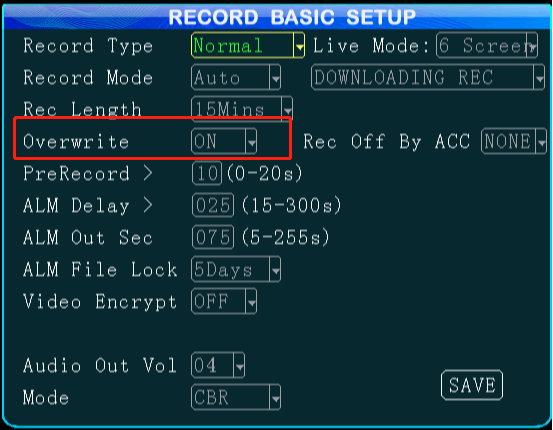 RECORD BASIC SETUP
Record Type Normal Live Mode: 6 Screen
Record Mode Auto DOWNLOADING REC
Rec Length 15Mins
Overwrite ON Rec Off By ACC NONE
PreRecord > 10 (0-20s)
ALM Delay > 025 (15-300s)
ALM Out Sec 075 (5-255s)
ALM File Lock 5Days
Video Encrypt OFF
Audio Out Vol 04
Mode CBR
SAVE